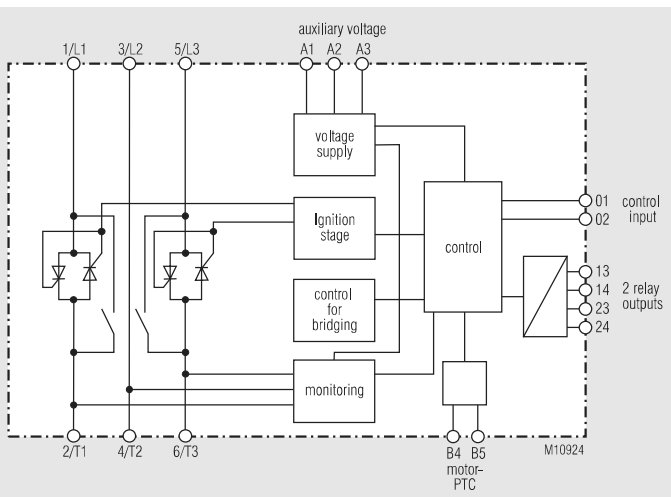 auxiliary voltage
1/L1 3/L2 5/L3 A1 A2 A3
voltage
supply
Ignition
stage
control
01
02
control
input
control
for
bridging
13
14
23
24
2 relay
outputs
monitoring
2/T1 4/T2 6/T3 B4 B5 M10924
motor-
PTC